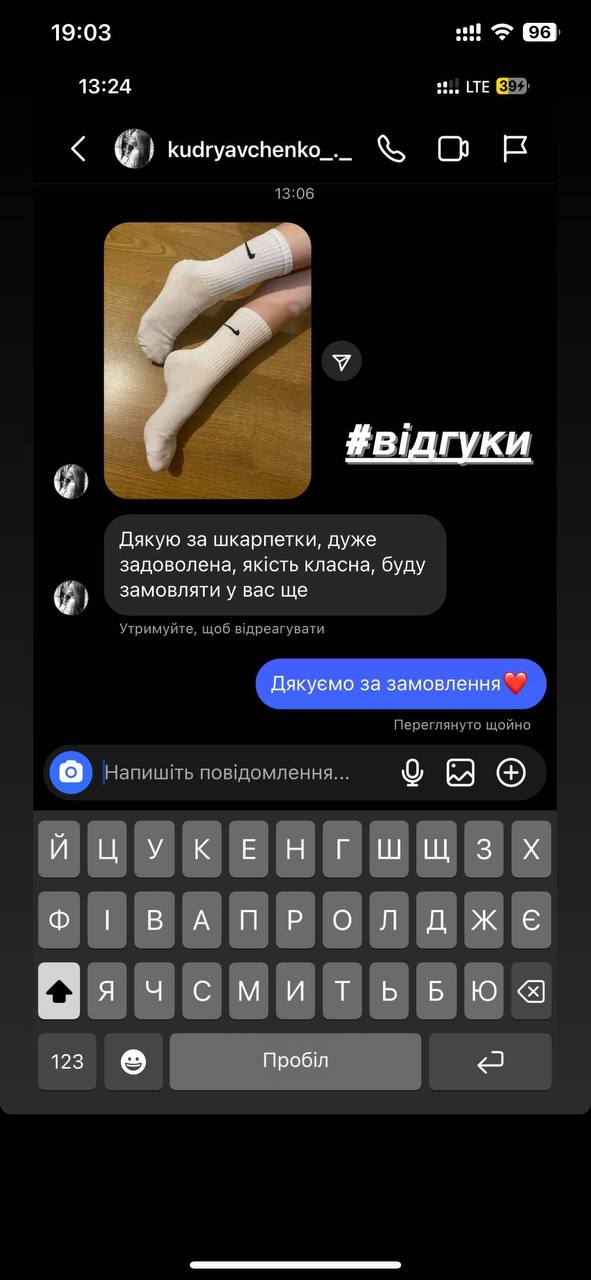 19:03
96
13:24
LTE 39
kudryavchenko_._
13:06
#відгуки
Дякую за шкарпетки, дуже
задоволена, якість класна, буду
замовляти у вас ще
Утримуйте, щоб відреагувати
Дякуємо за замовлення❤️
Переглянуто щойно
Напишіть повідомлення...
Й Ц У К Е Н Г Ш Щ З Х
Ф І В А П Р О Л Д Ж Є
Я Ч С М И Т Ь Б Ю
123 Пробіл